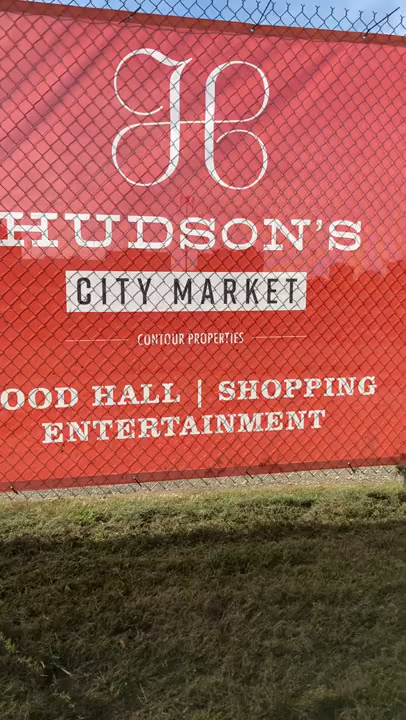 H
HUDSON'S
CITY MARKET
CONTOUR PROPERTIES
OOD HALL | SHOPPING
ENTERTAINMENT